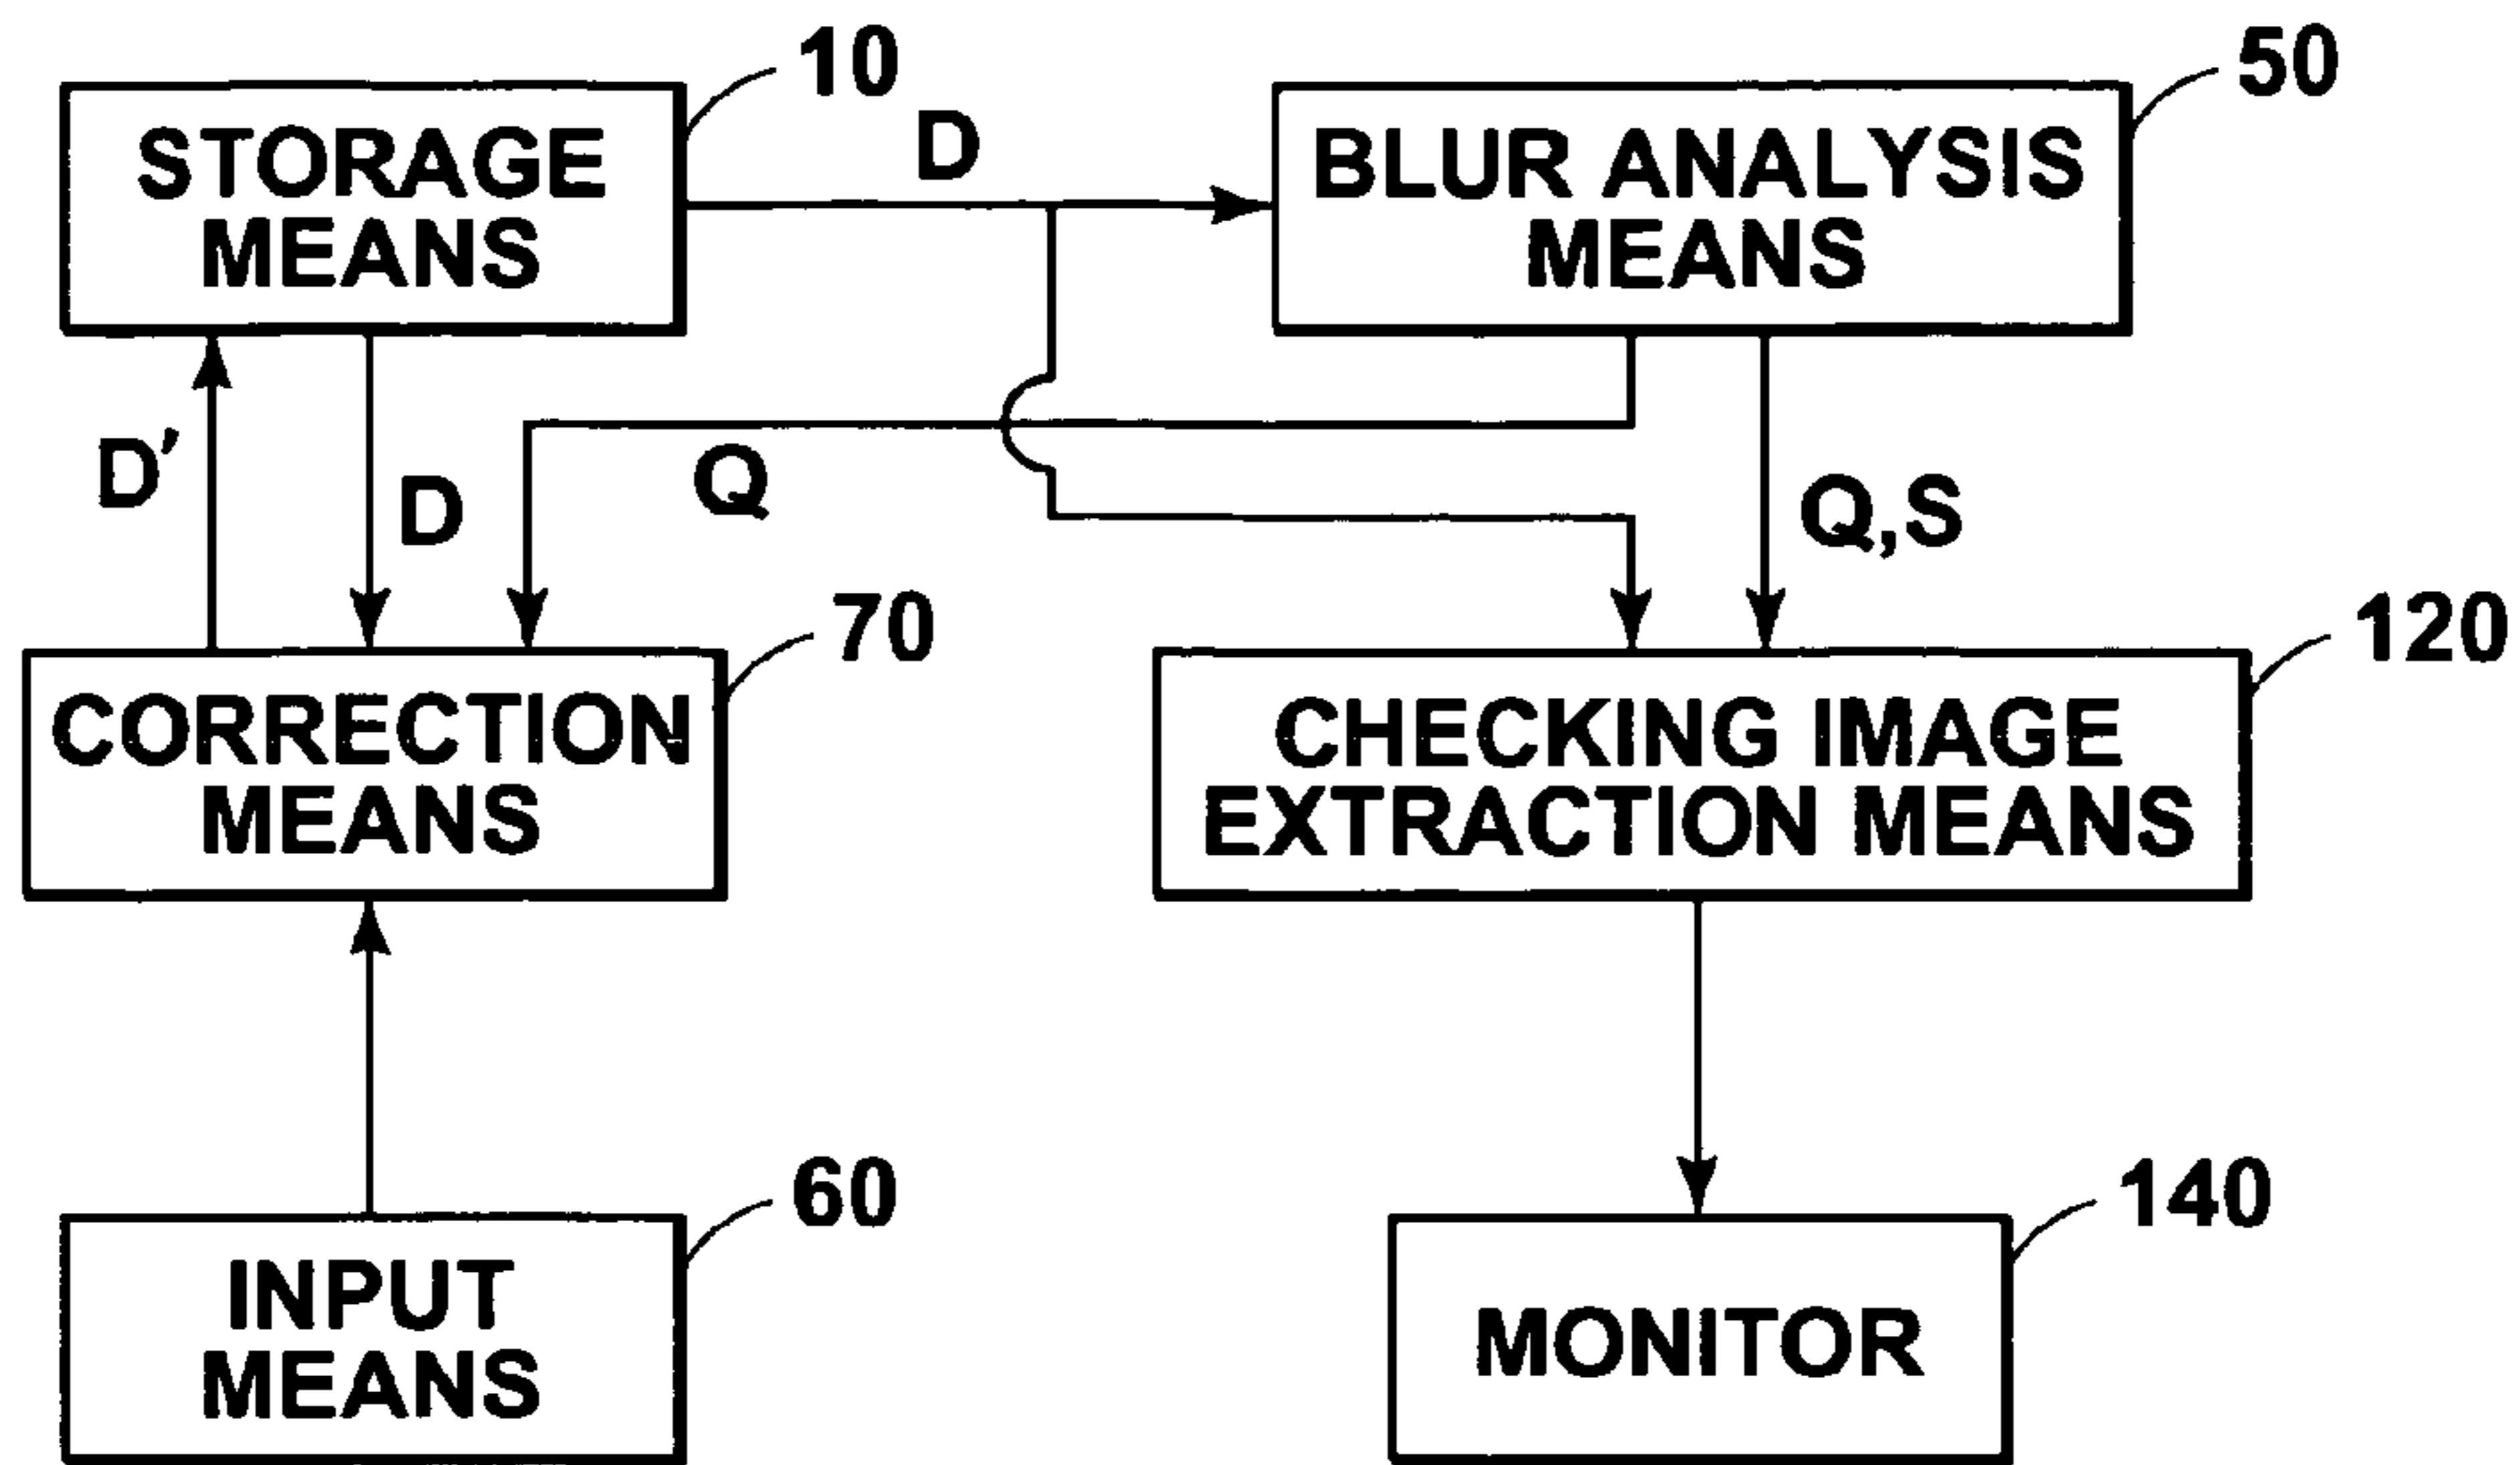 10
STORAGE
MEANS
D
50
BLUR ANALYSIS
MEANS
D'
D
Q
Q,S
70
CORRECTION
MEANS
120
CHECKING IMAGE
EXTRACTION MEANS
60
INPUT
MEANS
140
MONITOR